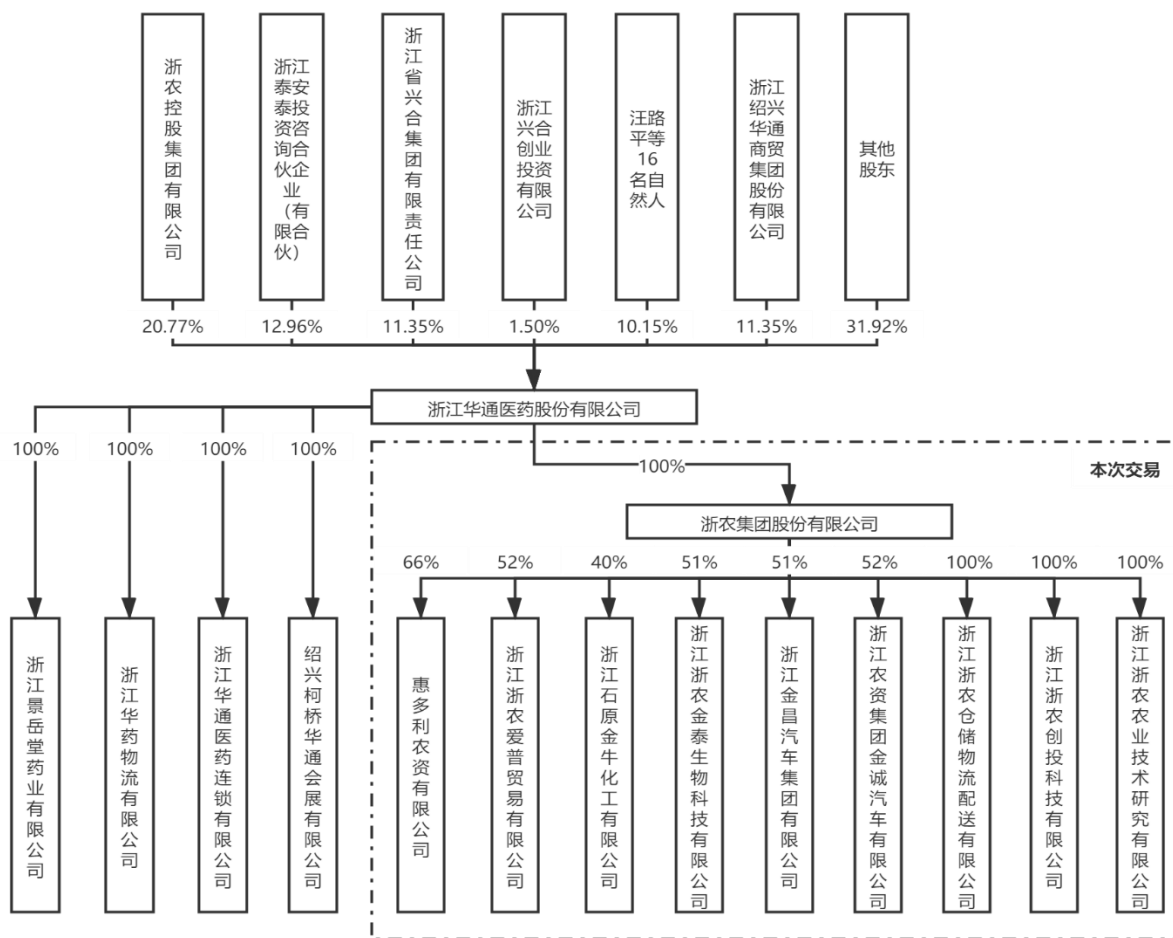 浙农控股集团有限公司
浙江泰安泰投资咨询合伙企业（有限合伙）
浙江省兴合集团有限责任公司
浙江兴合创业投资有限公司
汪路平等16名自然人
浙江绍兴华通商贸集团股份有限公司
其他股东
20.77%
12.96%
11.35%
1.50%
10.15%
11.35%
31.92%
浙江华通医药股份有限公司
100%
100%
100%
100%
100%
本次交易
浙农集团股份有限公司
66%
52%
40%
51%
51%
52%
100%
100%
100%
浙江景岳堂药业有限公司
浙江华药物流有限公司
浙江华通医药连锁有限公司
绍兴柯桥华通会展有限公司
惠多利农资有限公司
浙江浙农爱普贸易有限公司
浙江石原金牛化工有限公司
浙江浙农金泰生物科技有限公司
浙江金昌汽车集团有限公司
浙江农资集团金诚汽车有限公司
浙江浙农仓储物流配送有限公司
浙江浙农创投科技有限公司
浙江浙农农业技术研究有限公司